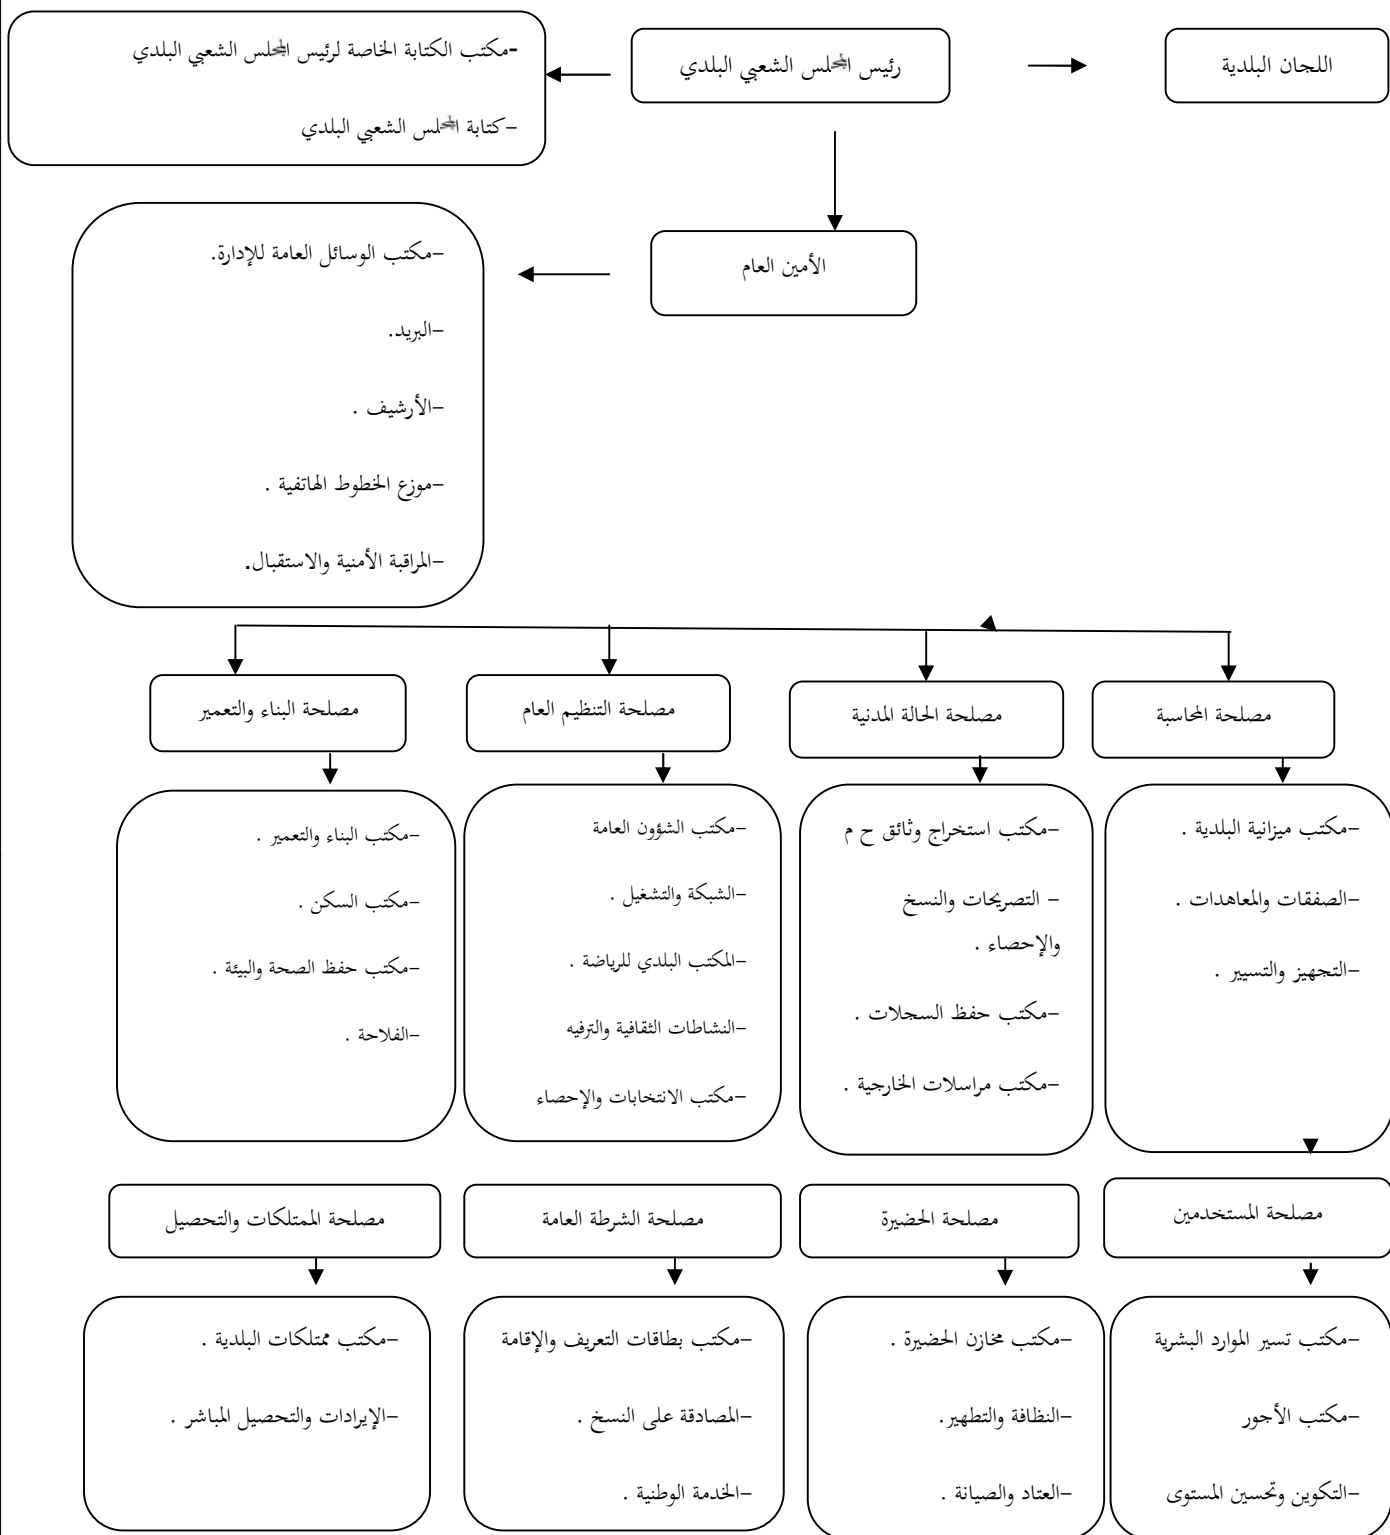 اللجان البلدية
رئيس المجلس الشعبي البلدي
-مكتب الكتابة الخاصة لرئيس المجلس الشعبي البلدي
-كتابة المجلس الشعبي البلدي
الأمين العام
-مكتب الوسائل العامة للإدارة.
-البريد.
-الأرشيف .
-موزع الخطوط الهاتفية .
-المراقبة الأمنية والاستقبال.
مصلحة المحاسبة
مصلحة الحالة المدنية
مصلحة التنظيم العام
مصلحة البناء والتعمير
-مكتب ميزانية البلدية .
-الصفقات والمعاهدات .
-التجهيز والتسيير .
-مكتب استخراج وثائق ح م
- التصريحات والنسخ
والإحصاء .
-مكتب حفظ السجلات .
-مكتب مراسلات الخارجية .
-مكتب الشؤون العامة
-الشبكة والتشغيل .
-المكتب البلدي للرياضة .
-النشاطات الثقافية والترفيه
-مكتب الانتخابات والإحصاء
-مكتب البناء والتعمير .
-مكتب السكن .
-مكتب حفظ الصحة والبيئة .
-الفلاحة .
مصلحة المستخدمين
مصلحة الحضيرة
مصلحة الشرطة العامة
مصلحة الممتلكات والتحصيل
-مكتب تسير الموارد البشرية
-مكتب الأجور
-التكوين وتحسين المستوى
-مكتب مخازن الحضيرة .
-النظافة والتطهير.
-العتاد والصيانة .
-مكتب بطاقات التعريف والإقامة
-المصادقة على النسخ .
-الخدمة الوطنية .
-مكتب ممتلكات البلدية .
-الإيرادات والتحصيل المباشر .